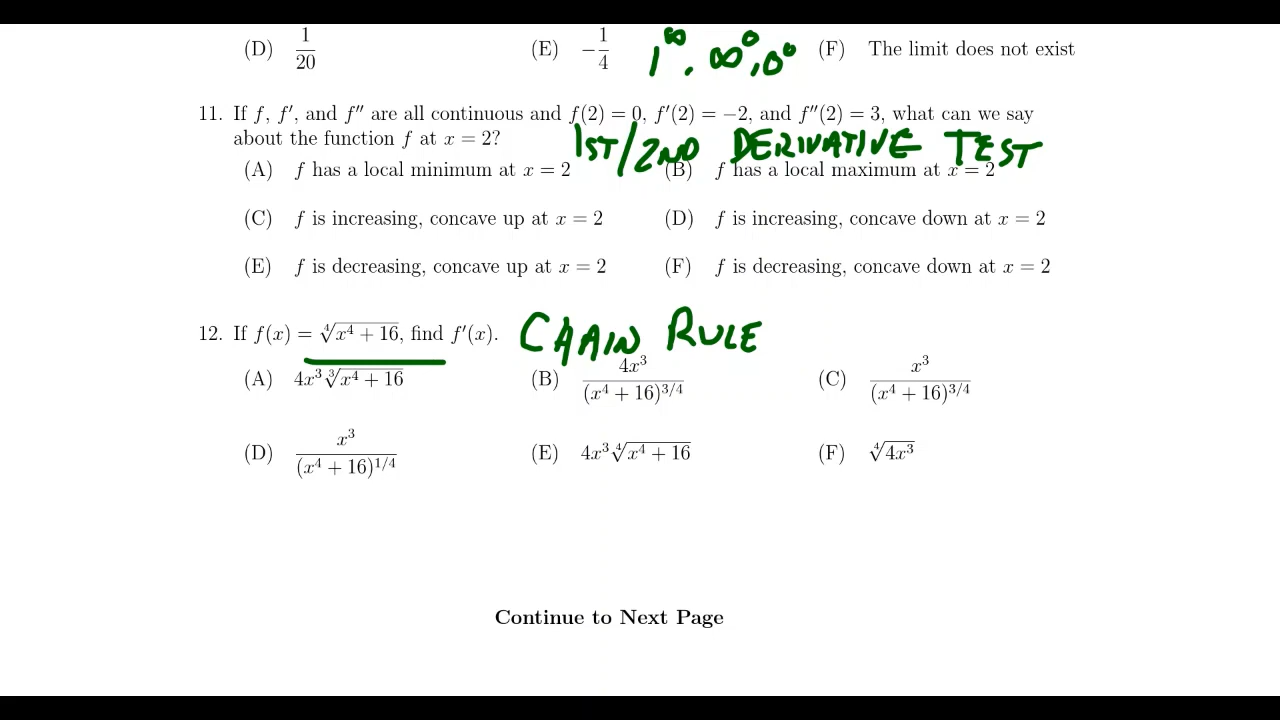 (D) 1/20 (E) −1/4 1^∞, ∞^0, 0^0 (F) The limit does not exist
11. If f, f′, and f″ are all continuous and f(2) = 0, f′(2) = −2, and f″(2) = 3, what can we say
about the function f at x = 2?
1ST/2ND DERIVATIVE TEST
(A) f has a local minimum at x = 2 (B) f has a local maximum at x = 2
(C) f is increasing, concave up at x = 2 (D) f is increasing, concave down at x = 2
(E) f is decreasing, concave up at x = 2 (F) f is decreasing, concave down at x = 2
12. If f(x) = ∜(x⁴ + 16), find f′(x). CHAIN RULE
(A) 4x³ ∛(x⁴ + 16) (B) 4x³/(x⁴ + 16)^{3/4} (C) x³/(x⁴ + 16)^{3/4}
(D) x³/(x⁴ + 16)^{1/4} (E) 4x³ ∜(x⁴ + 16) (F) ∜(4x³)
Continue to Next Page